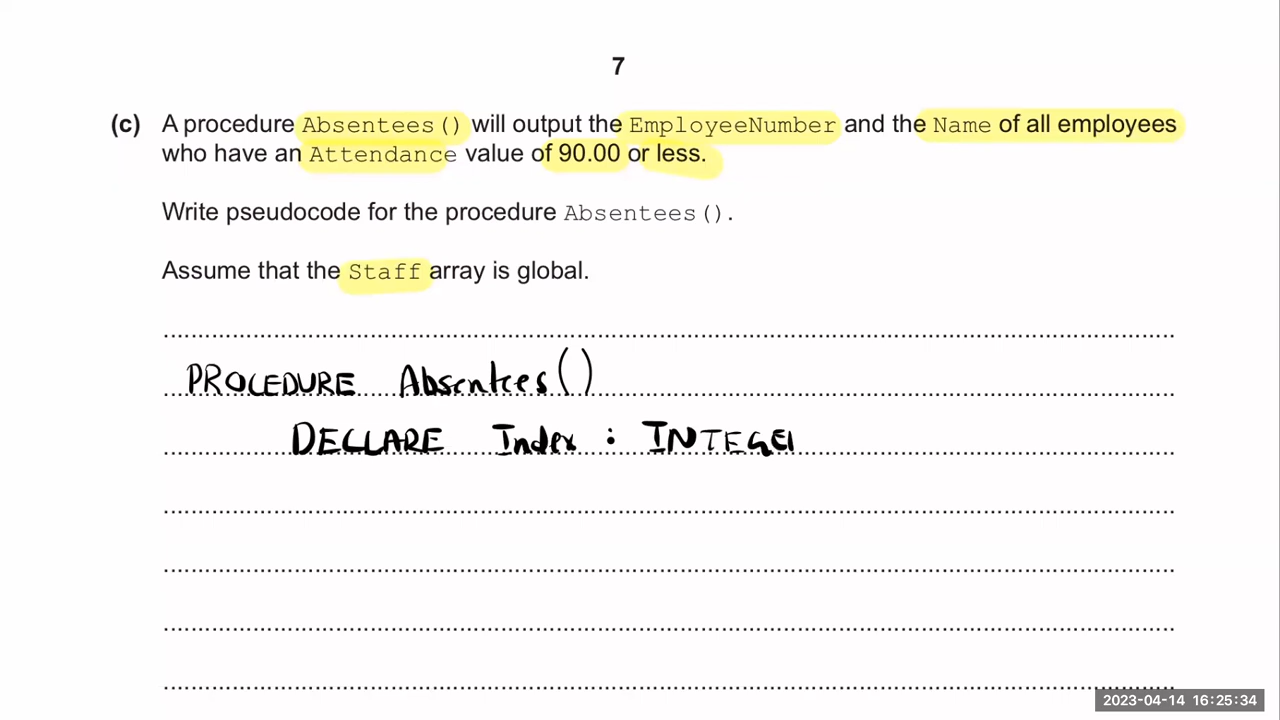 7
(c) A procedure Absentees() will output the EmployeeNumber and the Name of all employees
who have an Attendance value of 90.00 or less.
Write pseudocode for the procedure Absentees().
Assume that the Staff array is global.
PROCEDURE Absentees()
DECLARE Index : INTEGE
2023-04-14 16:25:34